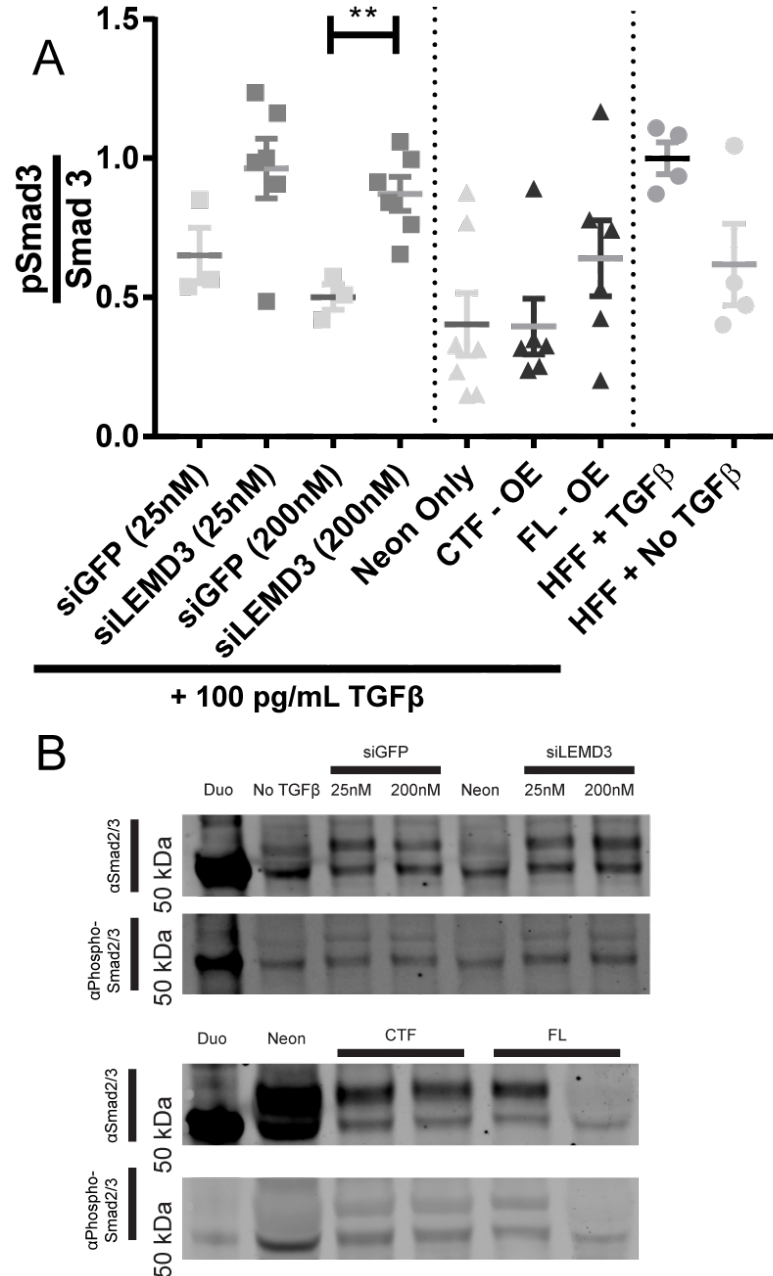 A
**
1.5
1.0
0.5
0.0
pSmad3
Smad 3
siGFP (25nM)
siLEMD3 (25nM)
siGFP (200nM)
siLEMD3 (200nM)
Neon Only
CTF - OE
FL - OE
HFF + TGFβ
HFF + No TGFβ
+ 100 pg/mL TGFβ
B
siGFP
siLEMD3
Duo No TGFβ 25nM 200nM Neon 25nM 200nM
αSmad2/3
50 kDa
αPhospho-
Smad2/3
50 kDa
Duo Neon CTF FL
αSmad2/3
50 kDa
αPhospho-
Smad2/3
50 kDa